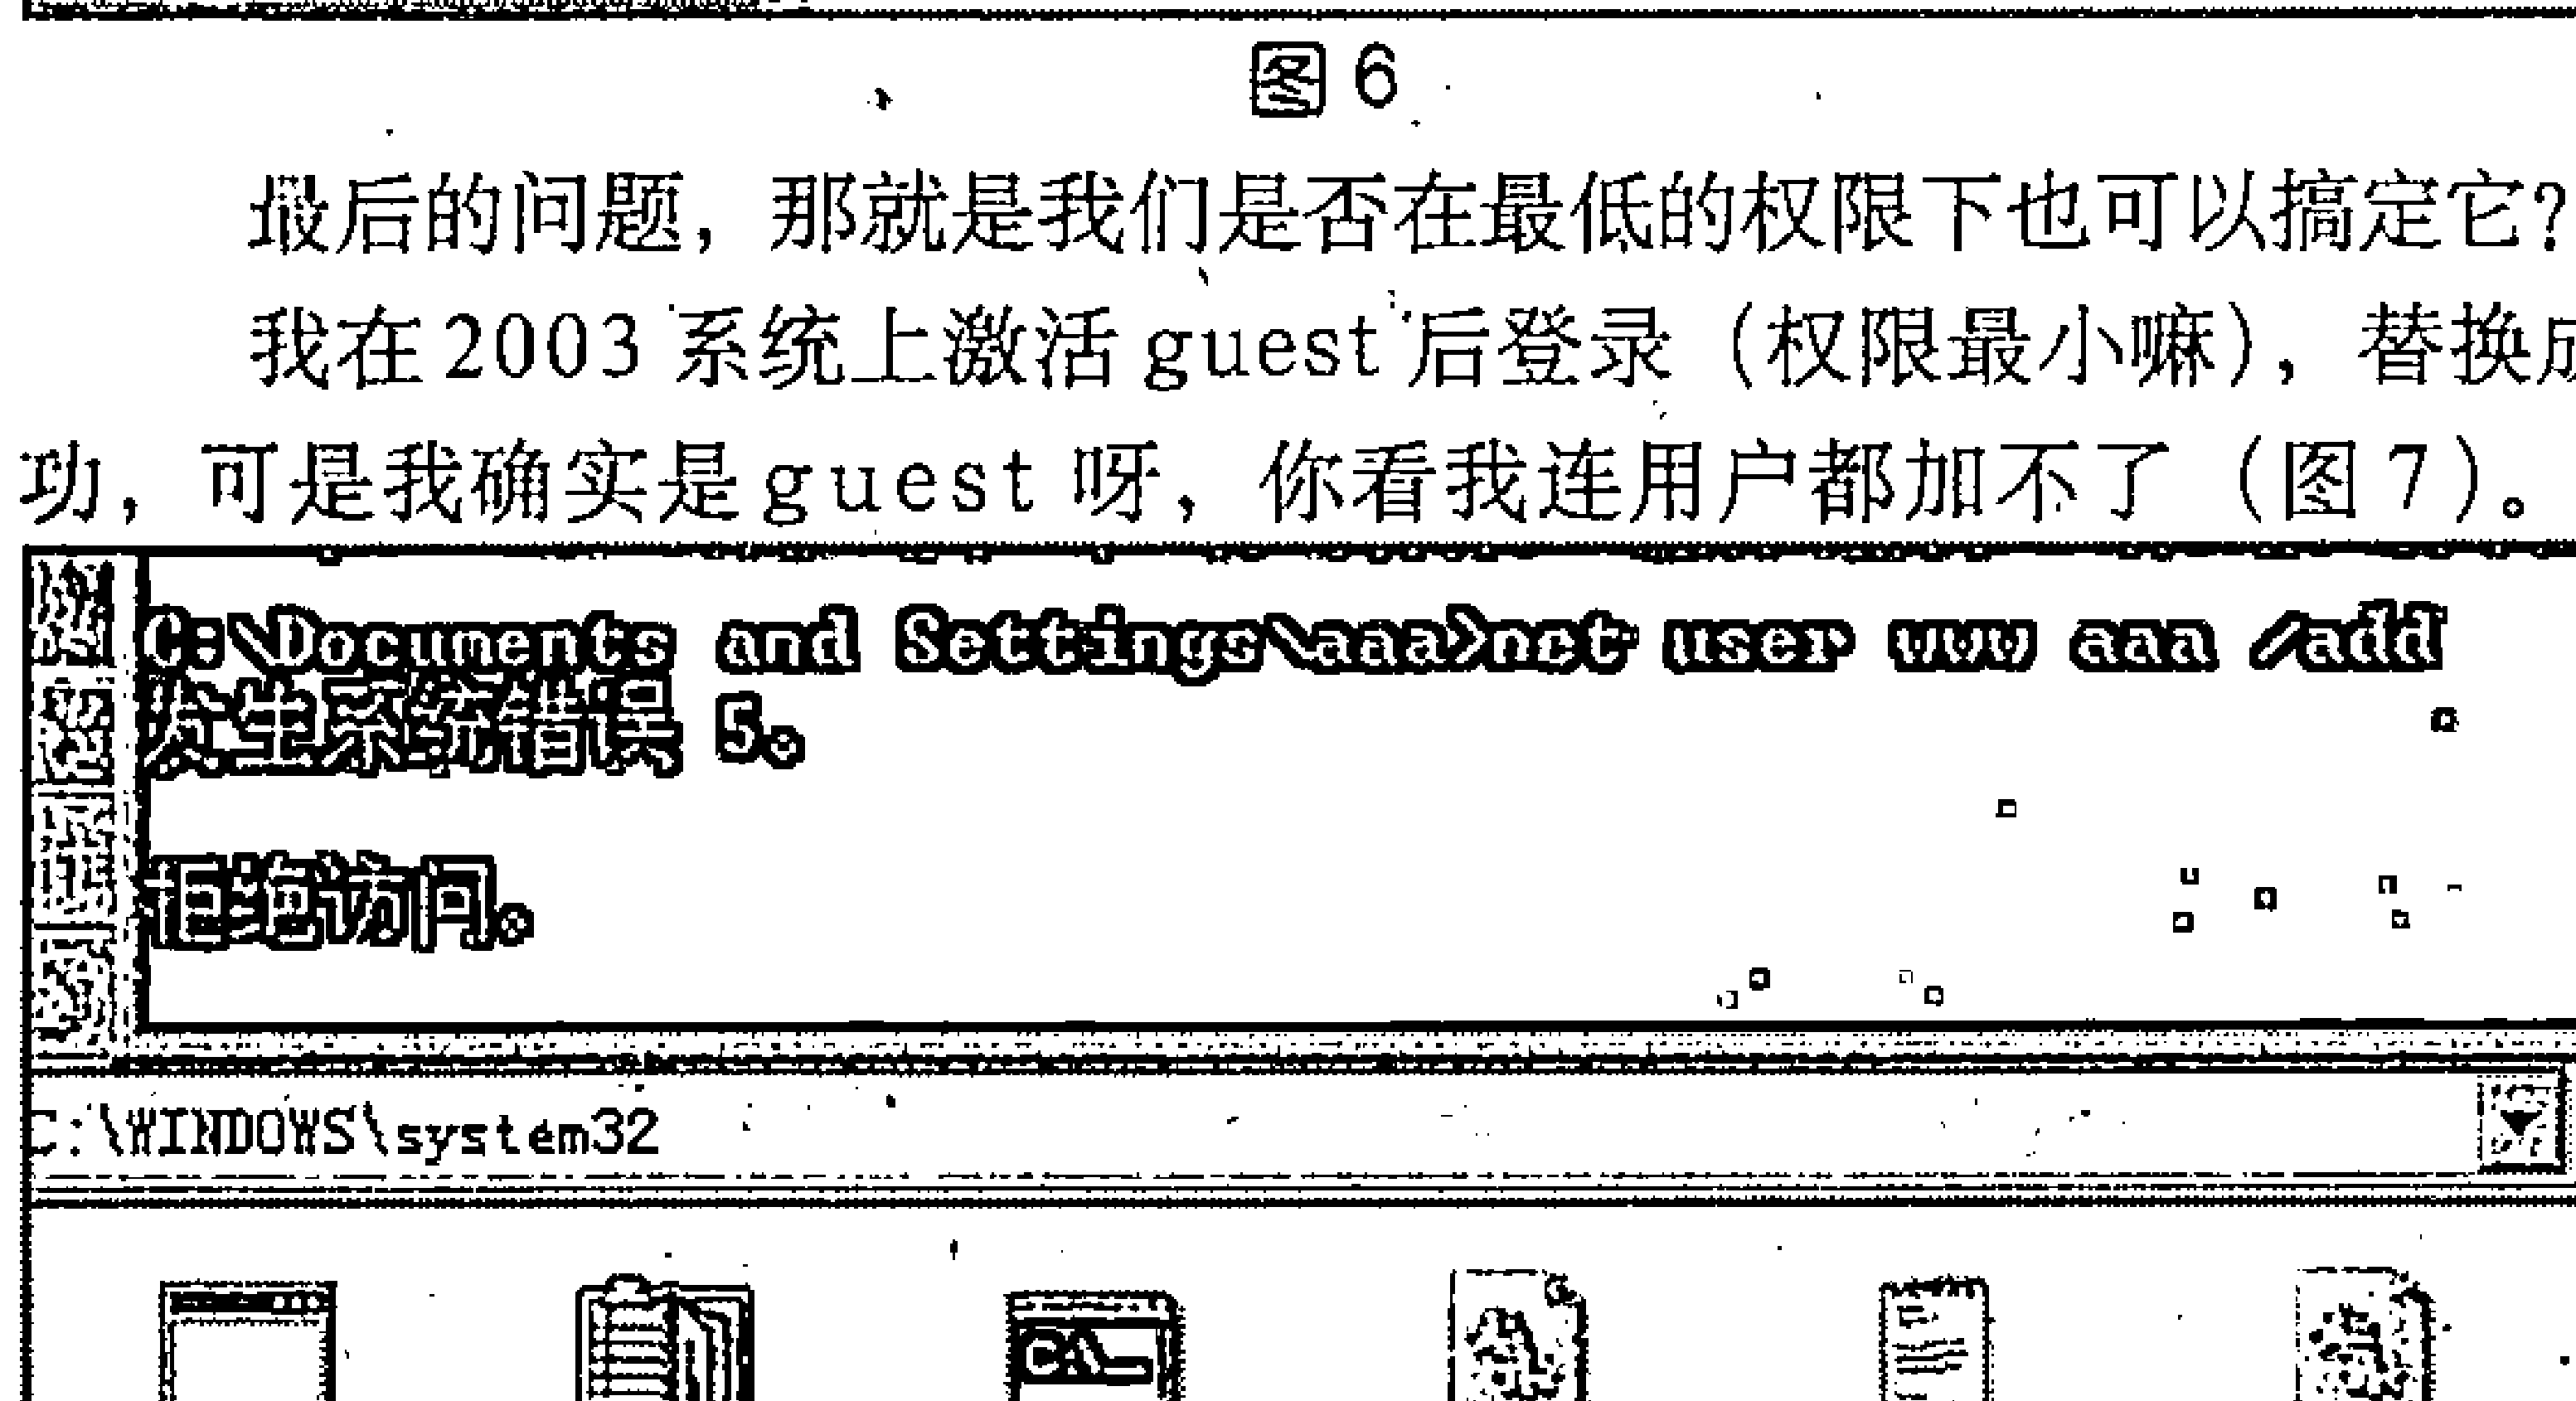 图 6
最后的问题，那就是我们是否在最低的权限下也可以搞定它?
我在2003系统上激活guest后登录（权限最小嘛），替换成
功，可是我确实是guest呀，你看我连用户都加不了（图7）。
C:\Documents and Settings\aaa>net user vvv aaa /add
发生系统错误 5。
拒绝访问。
C:\WINDOWS\system32
C:\_